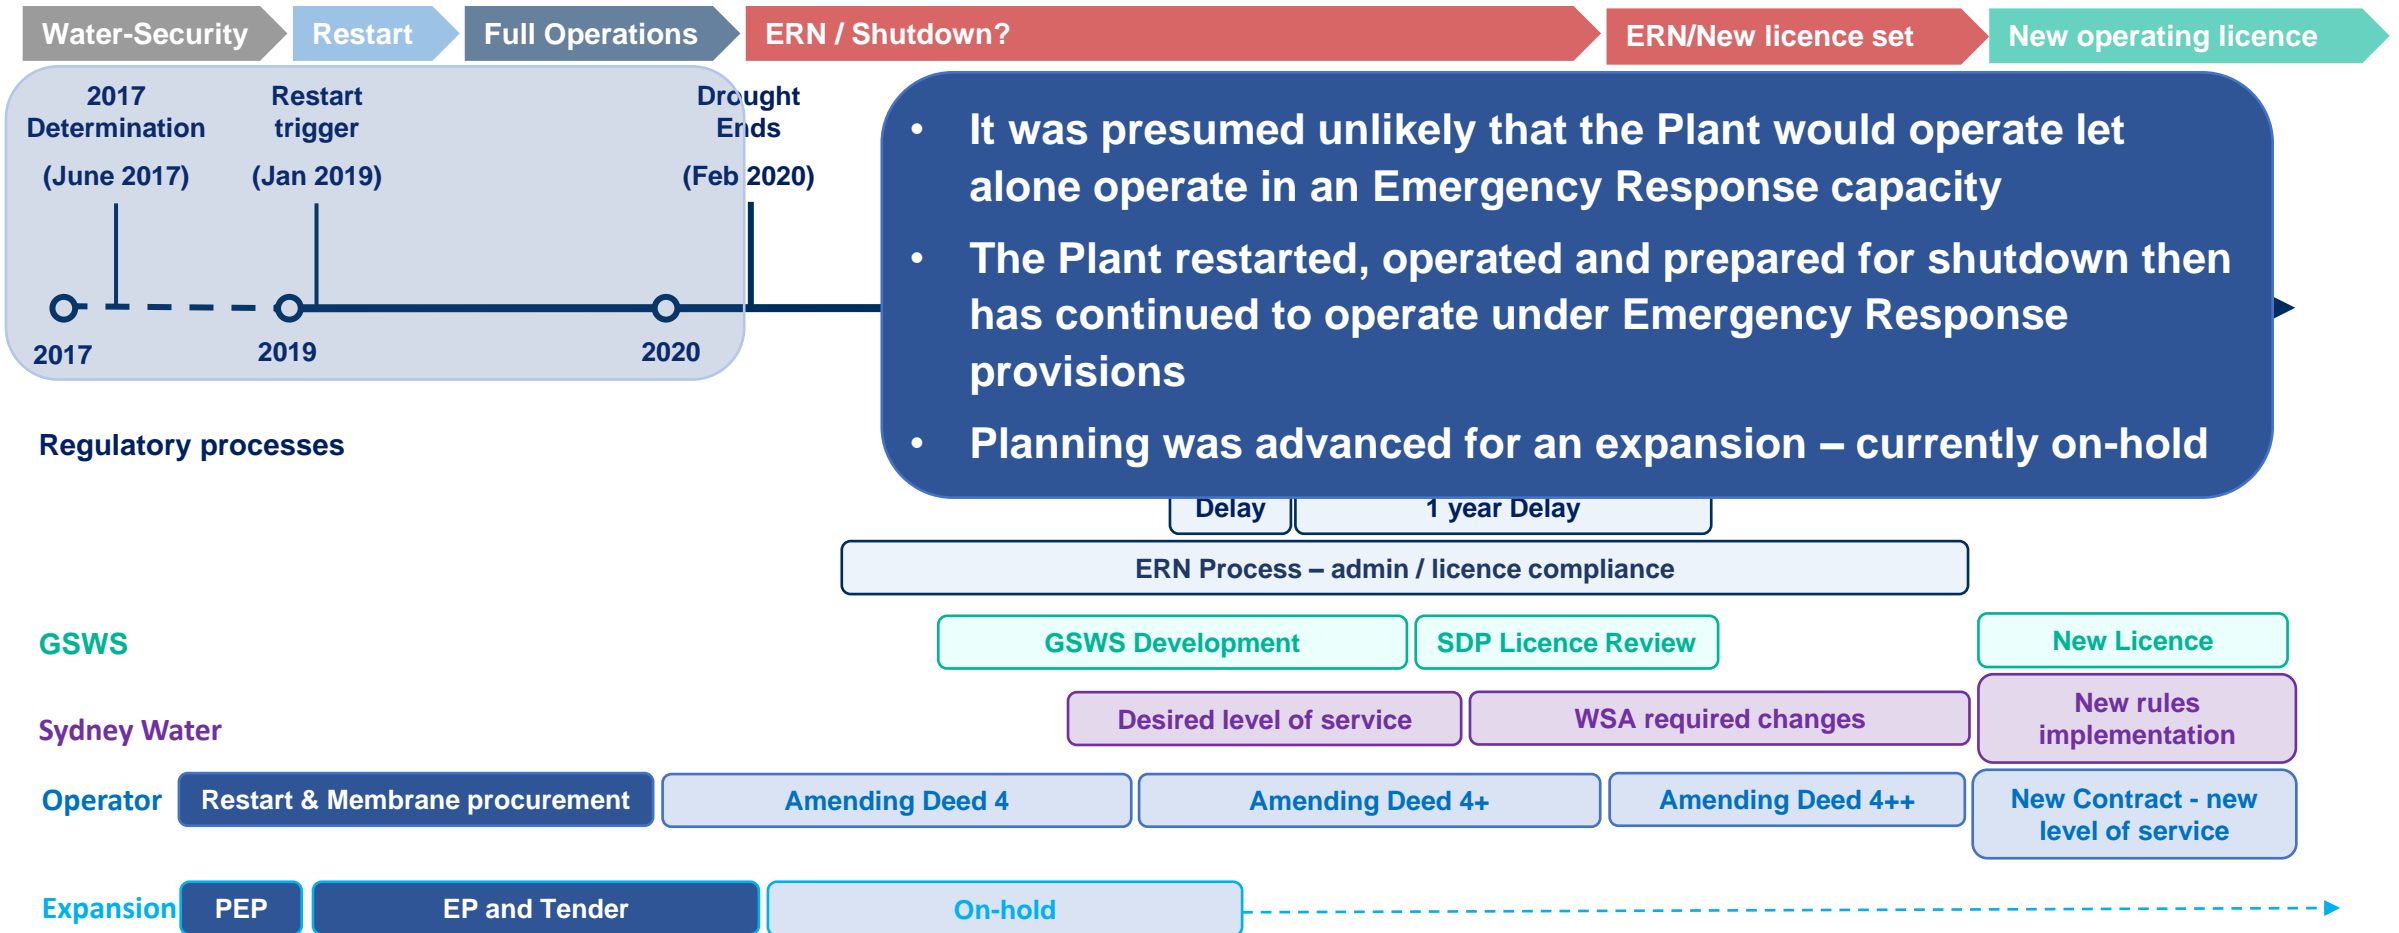 Water-Security
Restart
Full Operations
ERN / Shutdown?
ERN/New licence set
New operating licence
2017
Determination
(June 2017)
Restart
trigger
(Jan 2019)
Drought
Ends
(Feb 2020)
2017
2019
2020
• It was presumed unlikely that the Plant would operate let
alone operate in an Emergency Response capacity
• The Plant restarted, operated and prepared for shutdown then
has continued to operate under Emergency Response
provisions
• Planning was advanced for an expansion – currently on-hold
Regulatory processes
Delay
1 year Delay
ERN Process – admin / licence compliance
GSWS
GSWS Development
SDP Licence Review
New Licence
Sydney Water
Desired level of service
WSA required changes
New rules
implementation
Operator
Restart & Membrane procurement
Amending Deed 4
Amending Deed 4+
Amending Deed 4++
New Contract - new
level of service
Expansion
PEP
EP and Tender
On-hold